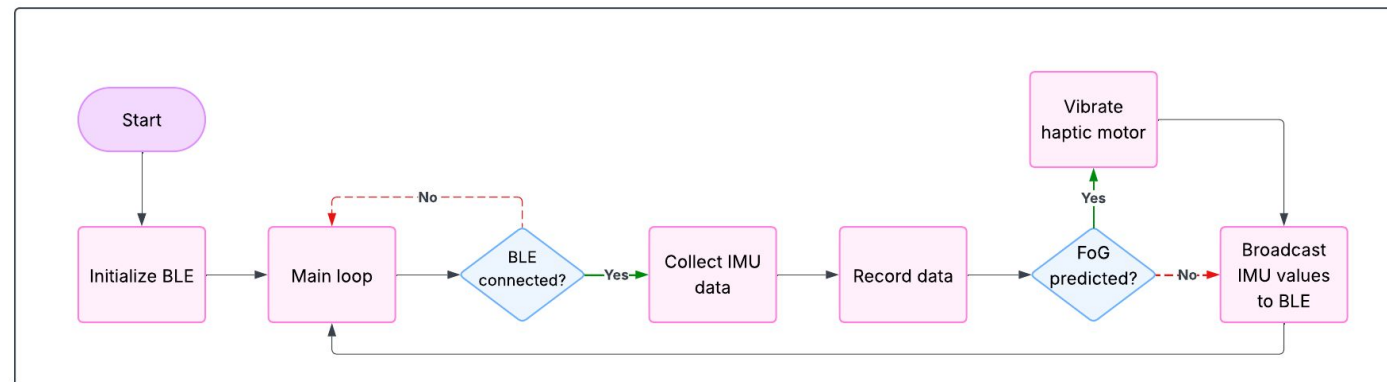 Start
Initialize BLE
Main loop
No
BLE
connected?
Yes
Collect IMU
data
Record data
FoG
predicted?
Yes
Vibrate
haptic motor
No
Broadcast
IMU values
to BLE